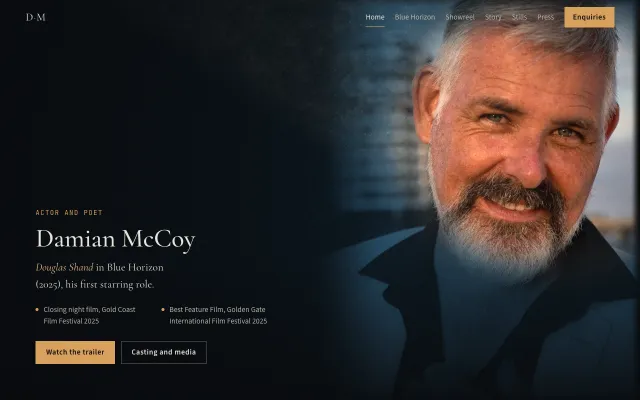 D·M
Home Blue Horizon Showreel Story Stills Press Enquiries
ACTOR AND POET
Damian McCoy
Douglas Shand in Blue Horizon
(2025), his first starring role.
Closing night film, Gold Coast
Film Festival 2025
Best Feature Film, Golden Gate
International Film Festival 2025
Watch the trailer Casting and media